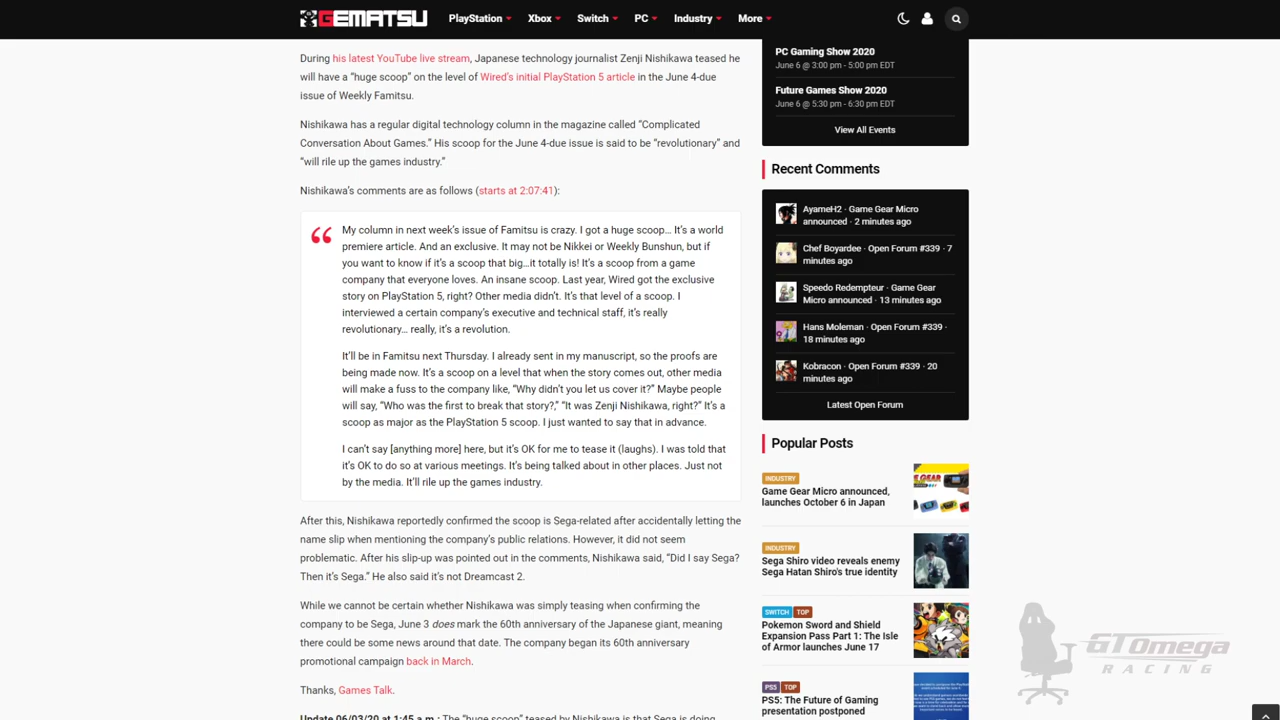 GEMATSU
PlayStation
Xbox
Switch
PC
Industry
More
During his latest YouTube live stream, Japanese technology journalist Zenji Nishikawa teased he
will have a “huge scoop” on the level of Wired’s initial PlayStation 5 article in the June 4-due
issue of Weekly Famitsu.
Nishikawa has a regular digital technology column in the magazine called “Complicated
Conversation About Games.” His scoop for the June 4-due issue is said to be “revolutionary” and
“will rile up the games industry.”
Nishikawa’s comments are as follows (starts at 2:07:41):
My column in next week’s issue of Famitsu is crazy. I got a huge scoop… It’s a world
premiere article. And an exclusive. It may not be Nikkei or Weekly Bunshun, but if
you want to know if it’s a scoop that big…it totally is! It’s a scoop from a game
company that everyone loves. An insane scoop. Last year, Wired got the exclusive
story on PlayStation 5, right? Other media didn’t. It’s that level of a scoop. I
interviewed a certain company’s executive and technical staff, it’s really
revolutionary… really, it’s a revolution.
It’ll be in Famitsu next Thursday. I already sent in my manuscript, so the proofs are
being made now. It’s a scoop on a level that when the story comes out, other media
will make a fuss to the company like, “Why didn’t you let us cover it?” Maybe people
will say, “Who was the first to break that story?,” “It was Zenji Nishikawa, right?” It’s a
scoop as major as the PlayStation 5 scoop. I just wanted to say that in advance.
I can’t say [anything more] here, but it’s OK for me to tease it (laughs). I was told that
it’s OK to do so at various meetings. It’s being talked about in other places. Just not
by the media. It’ll rile up the games industry.
After this, Nishikawa reportedly confirmed the scoop is Sega-related after accidentally letting the
name slip when mentioning the company’s public relations. However, it did not seem
problematic. After his slip-up was pointed out in the comments, Nishikawa said, “Did I say Sega?
Then it’s Sega.” He also said it’s not Dreamcast 2.
While we cannot be certain whether Nishikawa was simply teasing when confirming the
company to be Sega, June 3 does mark the 60th anniversary of the Japanese giant, meaning
there could be some news around that date. The company began its 60th anniversary
promotional campaign back in March.
Thanks, Games Talk.
Update 06/03/20 at 1:45 a.m.: The “huge scoop” teased by Nishikawa is that Sega is doing
PC Gaming Show 2020
June 6 @ 3:00 pm - 5:00 pm EDT
Future Games Show 2020
June 6 @ 5:30 pm - 6:30 pm EDT
View All Events
Recent Comments
AyameH2 · Game Gear Micro
announced · 2 minutes ago
Chef Boyardee · Open Forum #339 · 7
minutes ago
Speedo Redempteur · Game Gear
Micro announced · 13 minutes ago
Hans Moleman · Open Forum #339 ·
18 minutes ago
Kobracon · Open Forum #339 · 20
minutes ago
Latest Open Forum
Popular Posts
INDUSTRY
Game Gear Micro announced,
launches October 6 in Japan
INDUSTRY
Sega Shiro video reveals enemy
Sega Hatan Shiro's true identity
SWITCH TOP
Pokemon Sword and Shield
Expansion Pass Part 1: The Isle
of Armor launches June 17
PS5 TOP
PS5: The Future of Gaming
presentation postponed
GTOmega
RACING